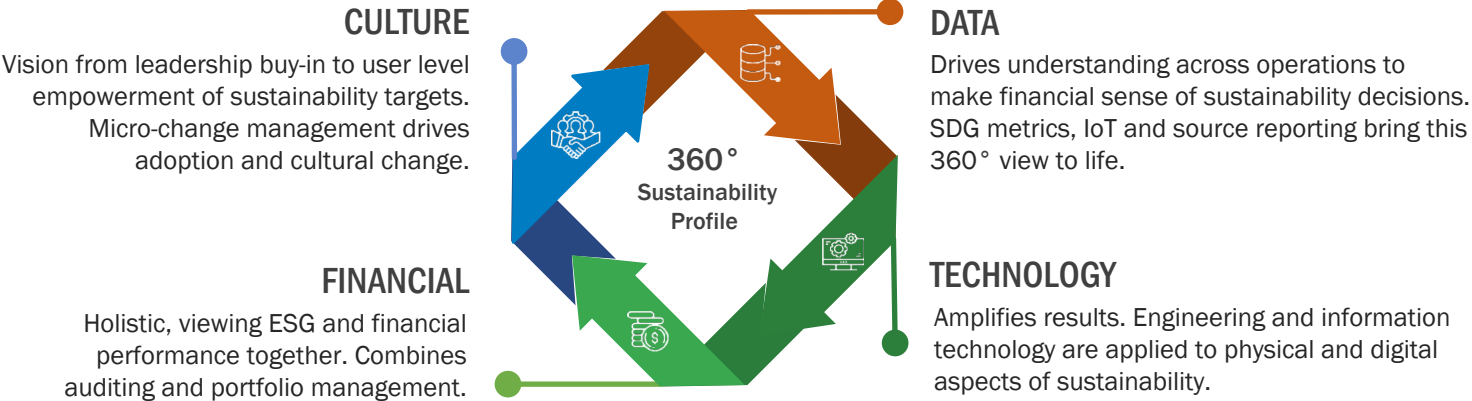 CULTURE
Vision from leadership buy-in to user level
empowerment of sustainability targets.
Micro-change management drives
adoption and cultural change.
DATA
Drives understanding across operations to
make financial sense of sustainability decisions.
SDG metrics, IoT and source reporting bring this
360° view to life.
360°
Sustainability
Profile
FINANCIAL
Holistic, viewing ESG and financial
performance together. Combines
auditing and portfolio management.
TECHNOLOGY
Amplifies results. Engineering and information
technology are applied to physical and digital
aspects of sustainability.
$